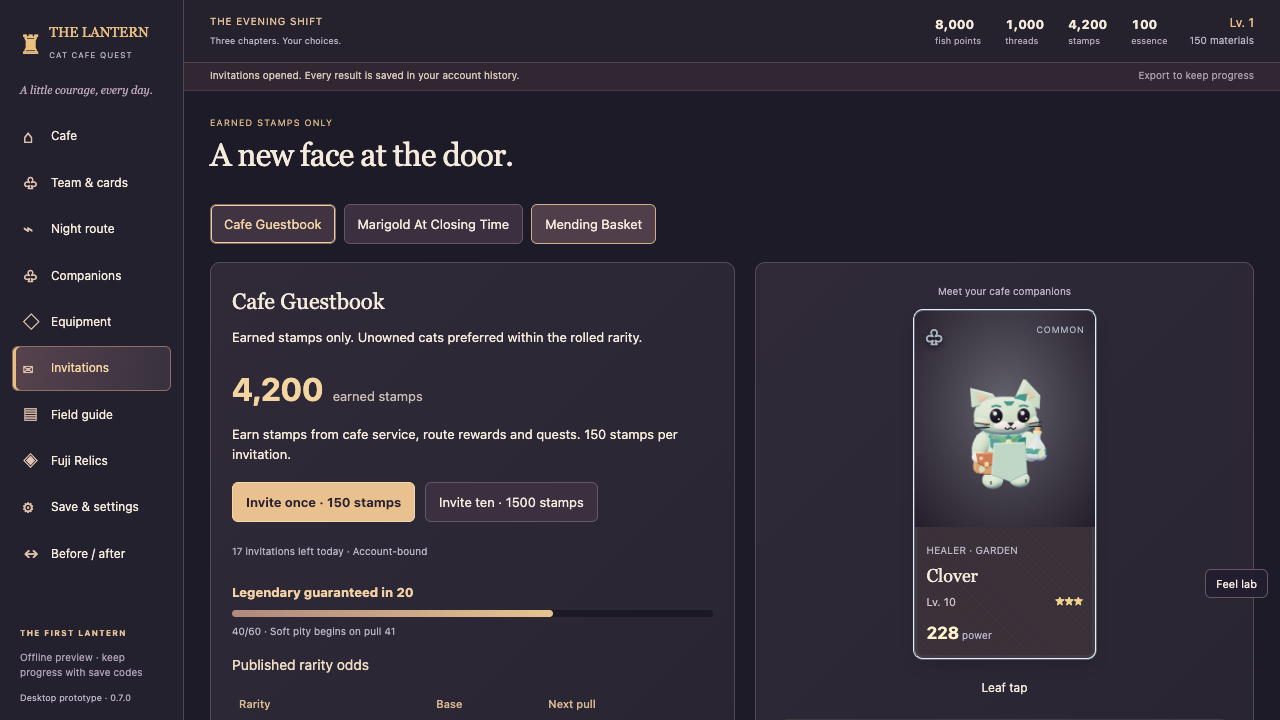 THE LANTERN
CAT CAFE QUEST
A little courage, every day.
Cafe
Team & cards
Night route
Companions
Equipment
Invitations
Field guide
Fuji Relics
Save & settings
Before / after
THE FIRST LANTERN
Offline preview · keep
progress with save codes
Desktop prototype · 0.7.0
THE EVENING SHIFT
Three chapters. Your choices.
8,000
fish points
1,000
threads
4,200
stamps
100
essence
Lv. 1
150 materials
Invitations opened. Every result is saved in your account history.
Export to keep progress
EARNED STAMPS ONLY
A new face at the door.
Cafe Guestbook
Marigold At Closing Time
Mending Basket
Cafe Guestbook
Earned stamps only. Unowned cats preferred within the rolled rarity.
4,200 earned stamps
Earn stamps from cafe service, route rewards and quests. 150 stamps per
invitation.
Invite once · 150 stamps
Invite ten · 1500 stamps
17 invitations left today · Account-bound
Legendary guaranteed in 20
40/60 · Soft pity begins on pull 41
Published rarity odds
Rarity Base Next pull
Meet your cafe companions
COMMON
HEALER · GARDEN
Clover
Lv. 10
228 power
Leaf tap
Feel lab